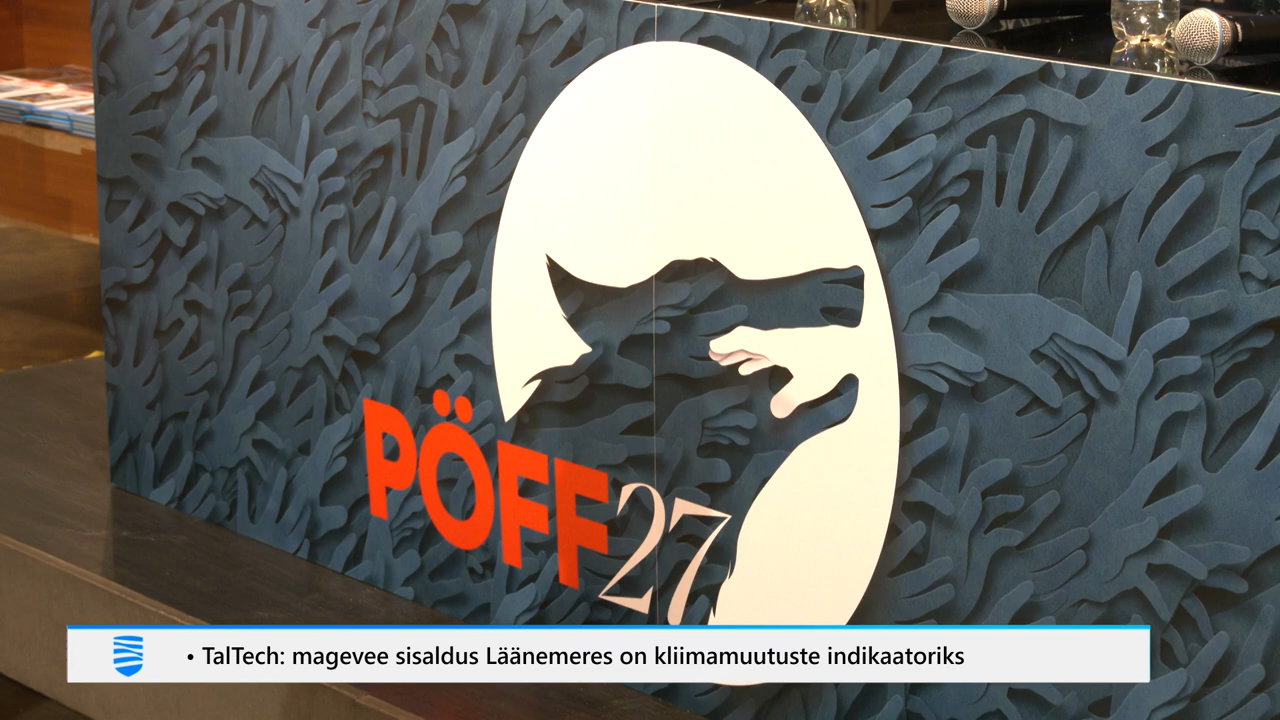 PÖFF27
• TalTech: magevee sisaldus Läänemeres on kliimamuutuste indikaatoriks